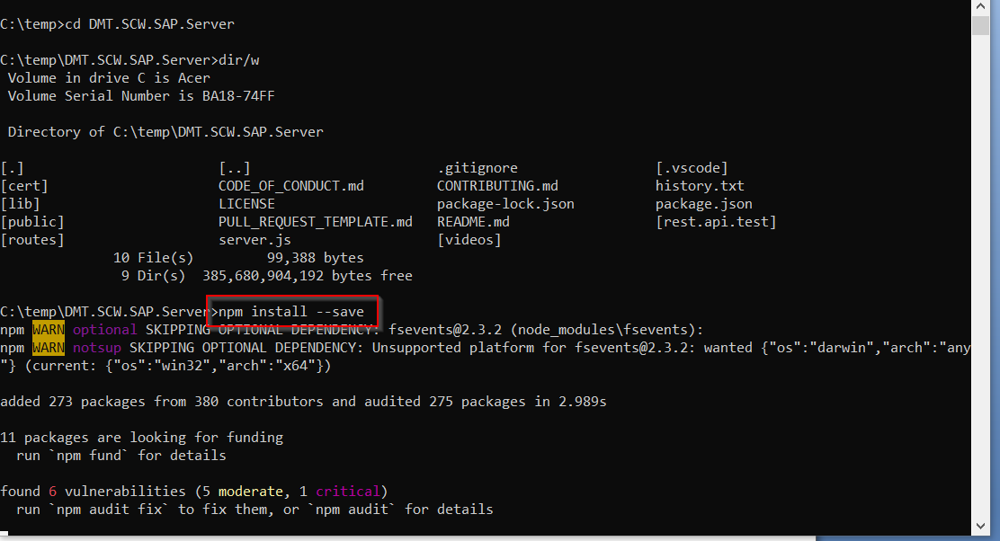 C:\temp>cd DMT.SCW.SAP.Server
C:\temp\DMT.SCW.SAP.Server>dir/w
Volume in drive C is Acer
Volume Serial Number is BA18-74FF
Directory of C:\temp\DMT.SCW.SAP.Server
[.] [..] .gitignore [.vscode]
[cert] CODE_OF_CONDUCT.md CONTRIBUTING.md history.txt
[lib] LICENSE package-lock.json package.json
[public] PULL_REQUEST_TEMPLATE.md README.md [rest.api.test]
[routes] server.js [videos]
10 File(s) 99,388 bytes
9 Dir(s) 385,680,904,192 bytes free
C:\temp\DMT.SCW.SAP.Server>npm install --save
npm WARN optional SKIPPING OPTIONAL DEPENDENCY: fsevents@2.3.2 (node_modules\fsevents):
npm WARN notsup SKIPPING OPTIONAL DEPENDENCY: Unsupported platform for fsevents@2.3.2: wanted {"os":"darwin","arch":"any
"} (current: {"os":"win32","arch":"x64"})
added 273 packages from 380 contributors and audited 275 packages in 2.989s
11 packages are looking for funding
run `npm fund` for details
found 6 vulnerabilities (5 moderate, 1 critical)
run `npm audit fix` to fix them, or `npm audit` for details